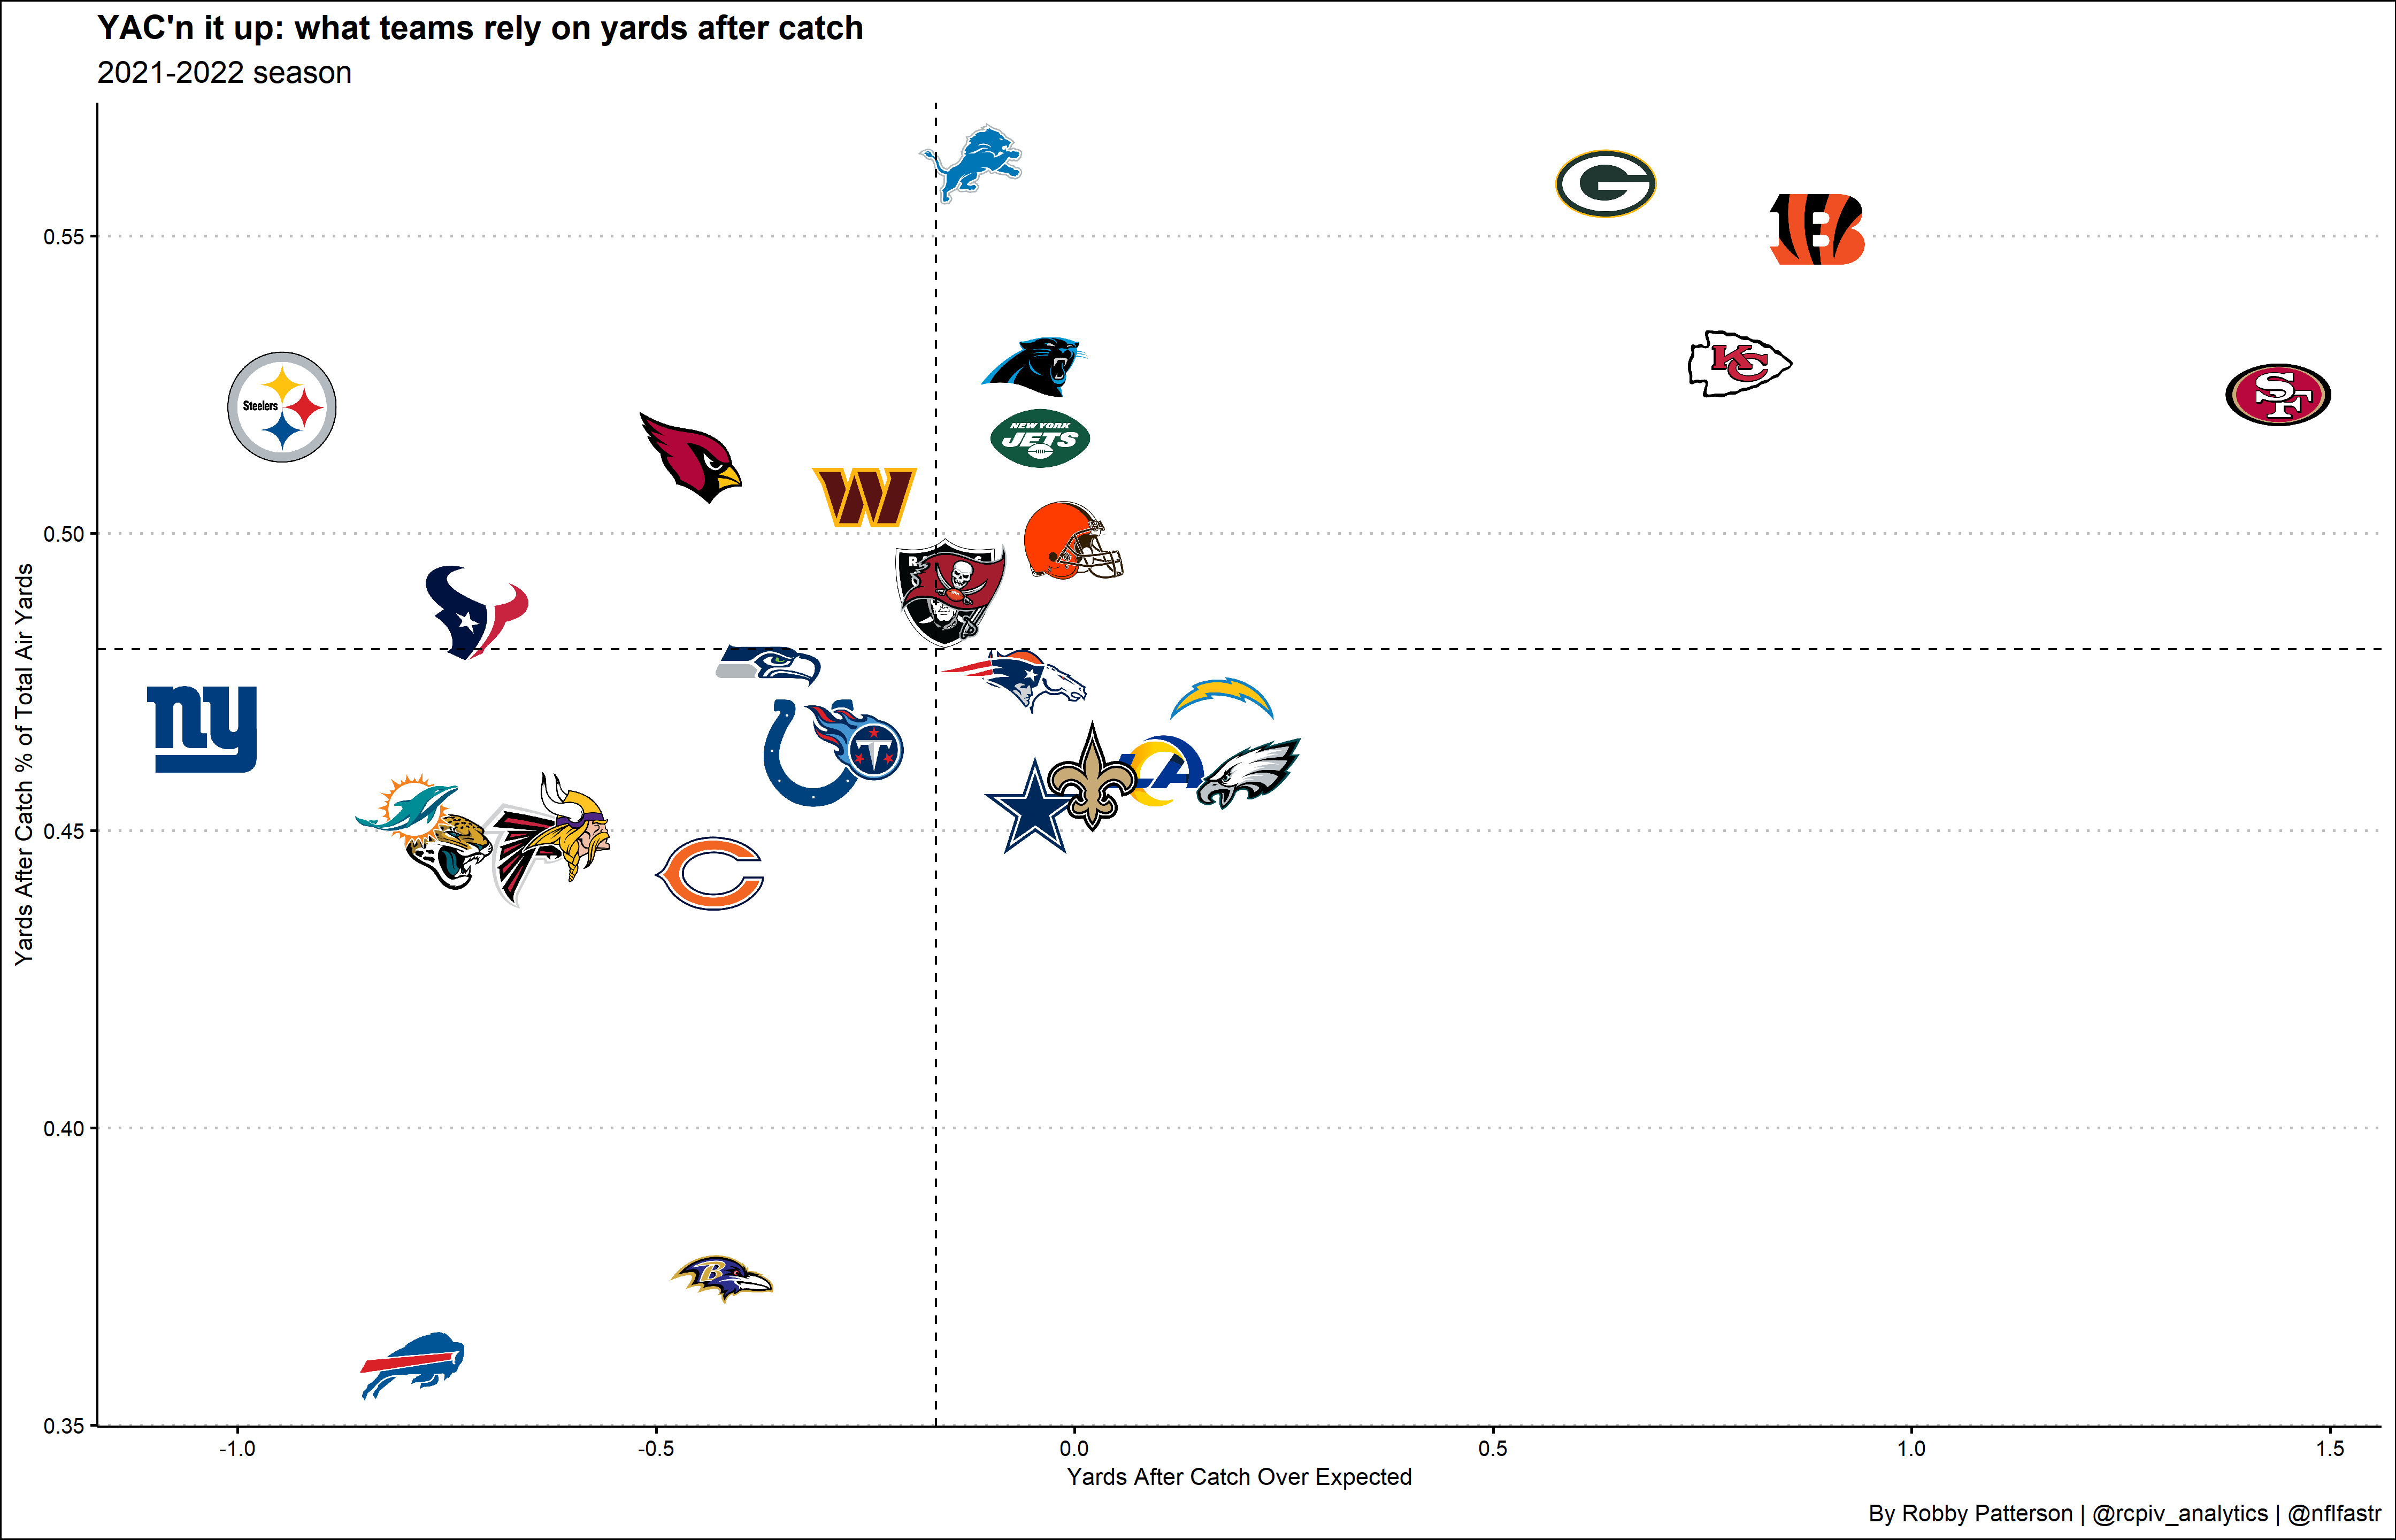 YAC'n it up: what teams rely on yards after catch
2021-2022 season
Yards After Catch % of Total Air Yards
0.55
0.50
0.45
0.40
0.35
G
B
KC
SF
Steelers
NEW YORK
JETS
W
R
ny
T
LA
C
B
-1.0
-0.5
0.0
0.5
1.0
1.5
Yards After Catch Over Expected
By Robby Patterson | @rcpiv_analytics | @nflfastr